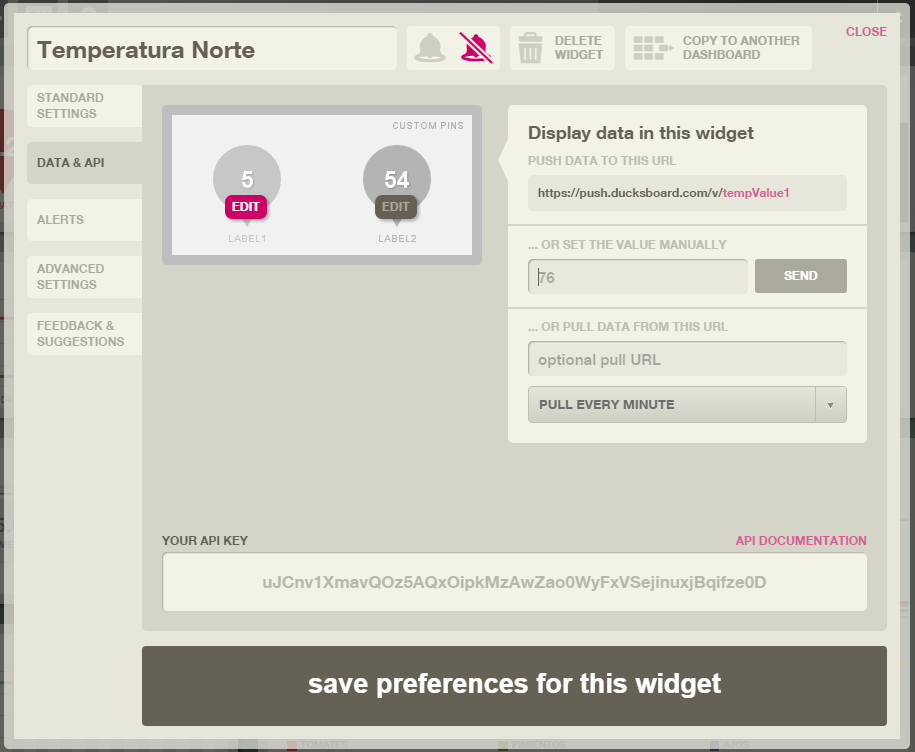 Temperatura Norte
DELETE
WIDGET
COPY TO ANOTHER
DASHBOARD
CLOSE
STANDARD
SETTINGS
DATA & API
ALERTS
ADVANCED
SETTINGS
FEEDBACK &
SUGGESTIONS
CUSTOM PINS
5
EDIT
LABEL1
54
EDIT
LABEL2
Display data in this widget
PUSH DATA TO THIS URL
https://push.ducksboard.com/v/tempValue1
... OR SET THE VALUE MANUALLY
76
SEND
... OR PULL DATA FROM THIS URL
optional pull URL
PULL EVERY MINUTE
YOUR API KEY
API DOCUMENTATION
uJCnv1XmavQOz5AQxOipkMzAwZao0WyFxVSejinuxjBqifze0D
save preferences for this widget
TOMATES
PIMIENTOS
AJOS